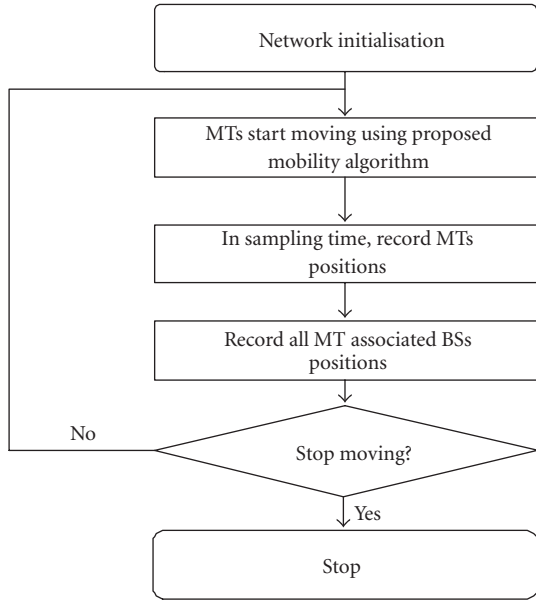 Network initialisation
MTs start moving using proposed
mobility algorithm
In sampling time, record MTs
positions
Record all MT associated BSs
positions
No
Stop moving?
Yes
Stop